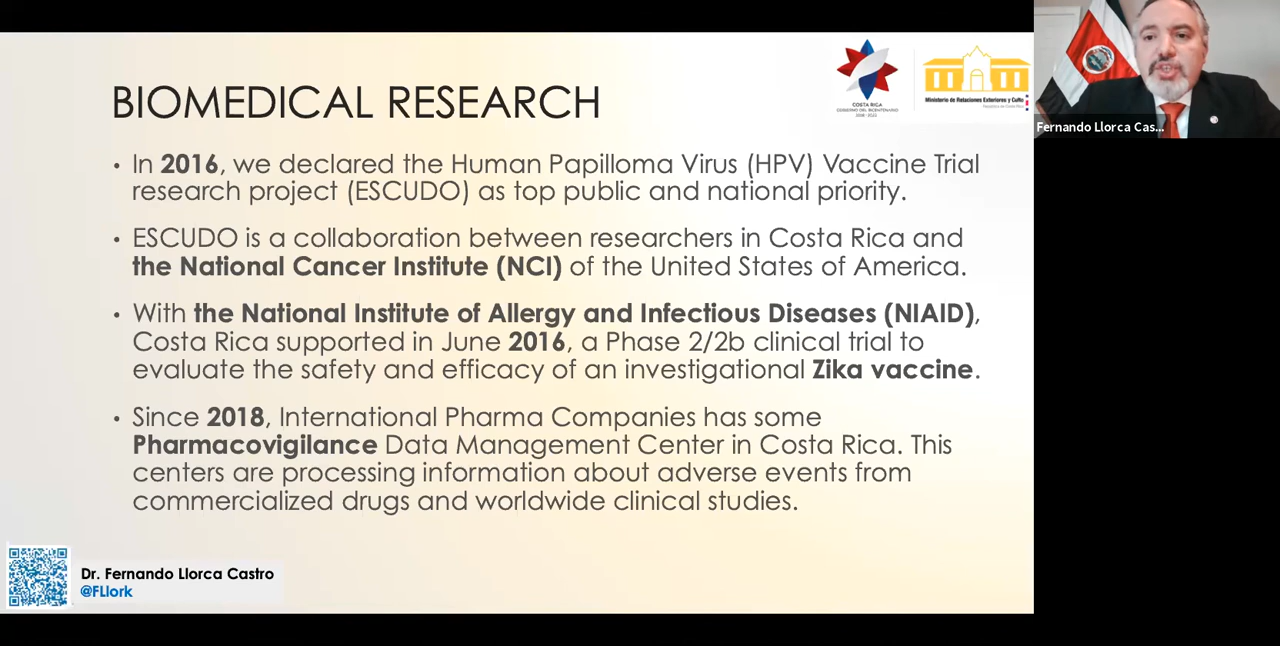 BIOMEDICAL RESEARCH
• In 2016, we declared the Human Papilloma Virus (HPV) Vaccine Trial
research project (ESCUDO) as top public and national priority.
• ESCUDO is a collaboration between researchers in Costa Rica and
the National Cancer Institute (NCI) of the United States of America.
• With the National Institute of Allergy and Infectious Diseases (NIAID),
Costa Rica supported in June 2016, a Phase 2/2b clinical trial to
evaluate the safety and efficacy of an investigational Zika vaccine.
• Since 2018, International Pharma Companies has some
Pharmacovigilance Data Management Center in Costa Rica. This
centers are processing information about adverse events from
commercialized drugs and worldwide clinical studies.
Dr. Fernando Llorca Castro
@FLlork
COSTA RICA
GOBIERNO DEL BICENTENARIO
Ministerio de Relaciones Exteriores y Culto
Fernando Llorca Cas...